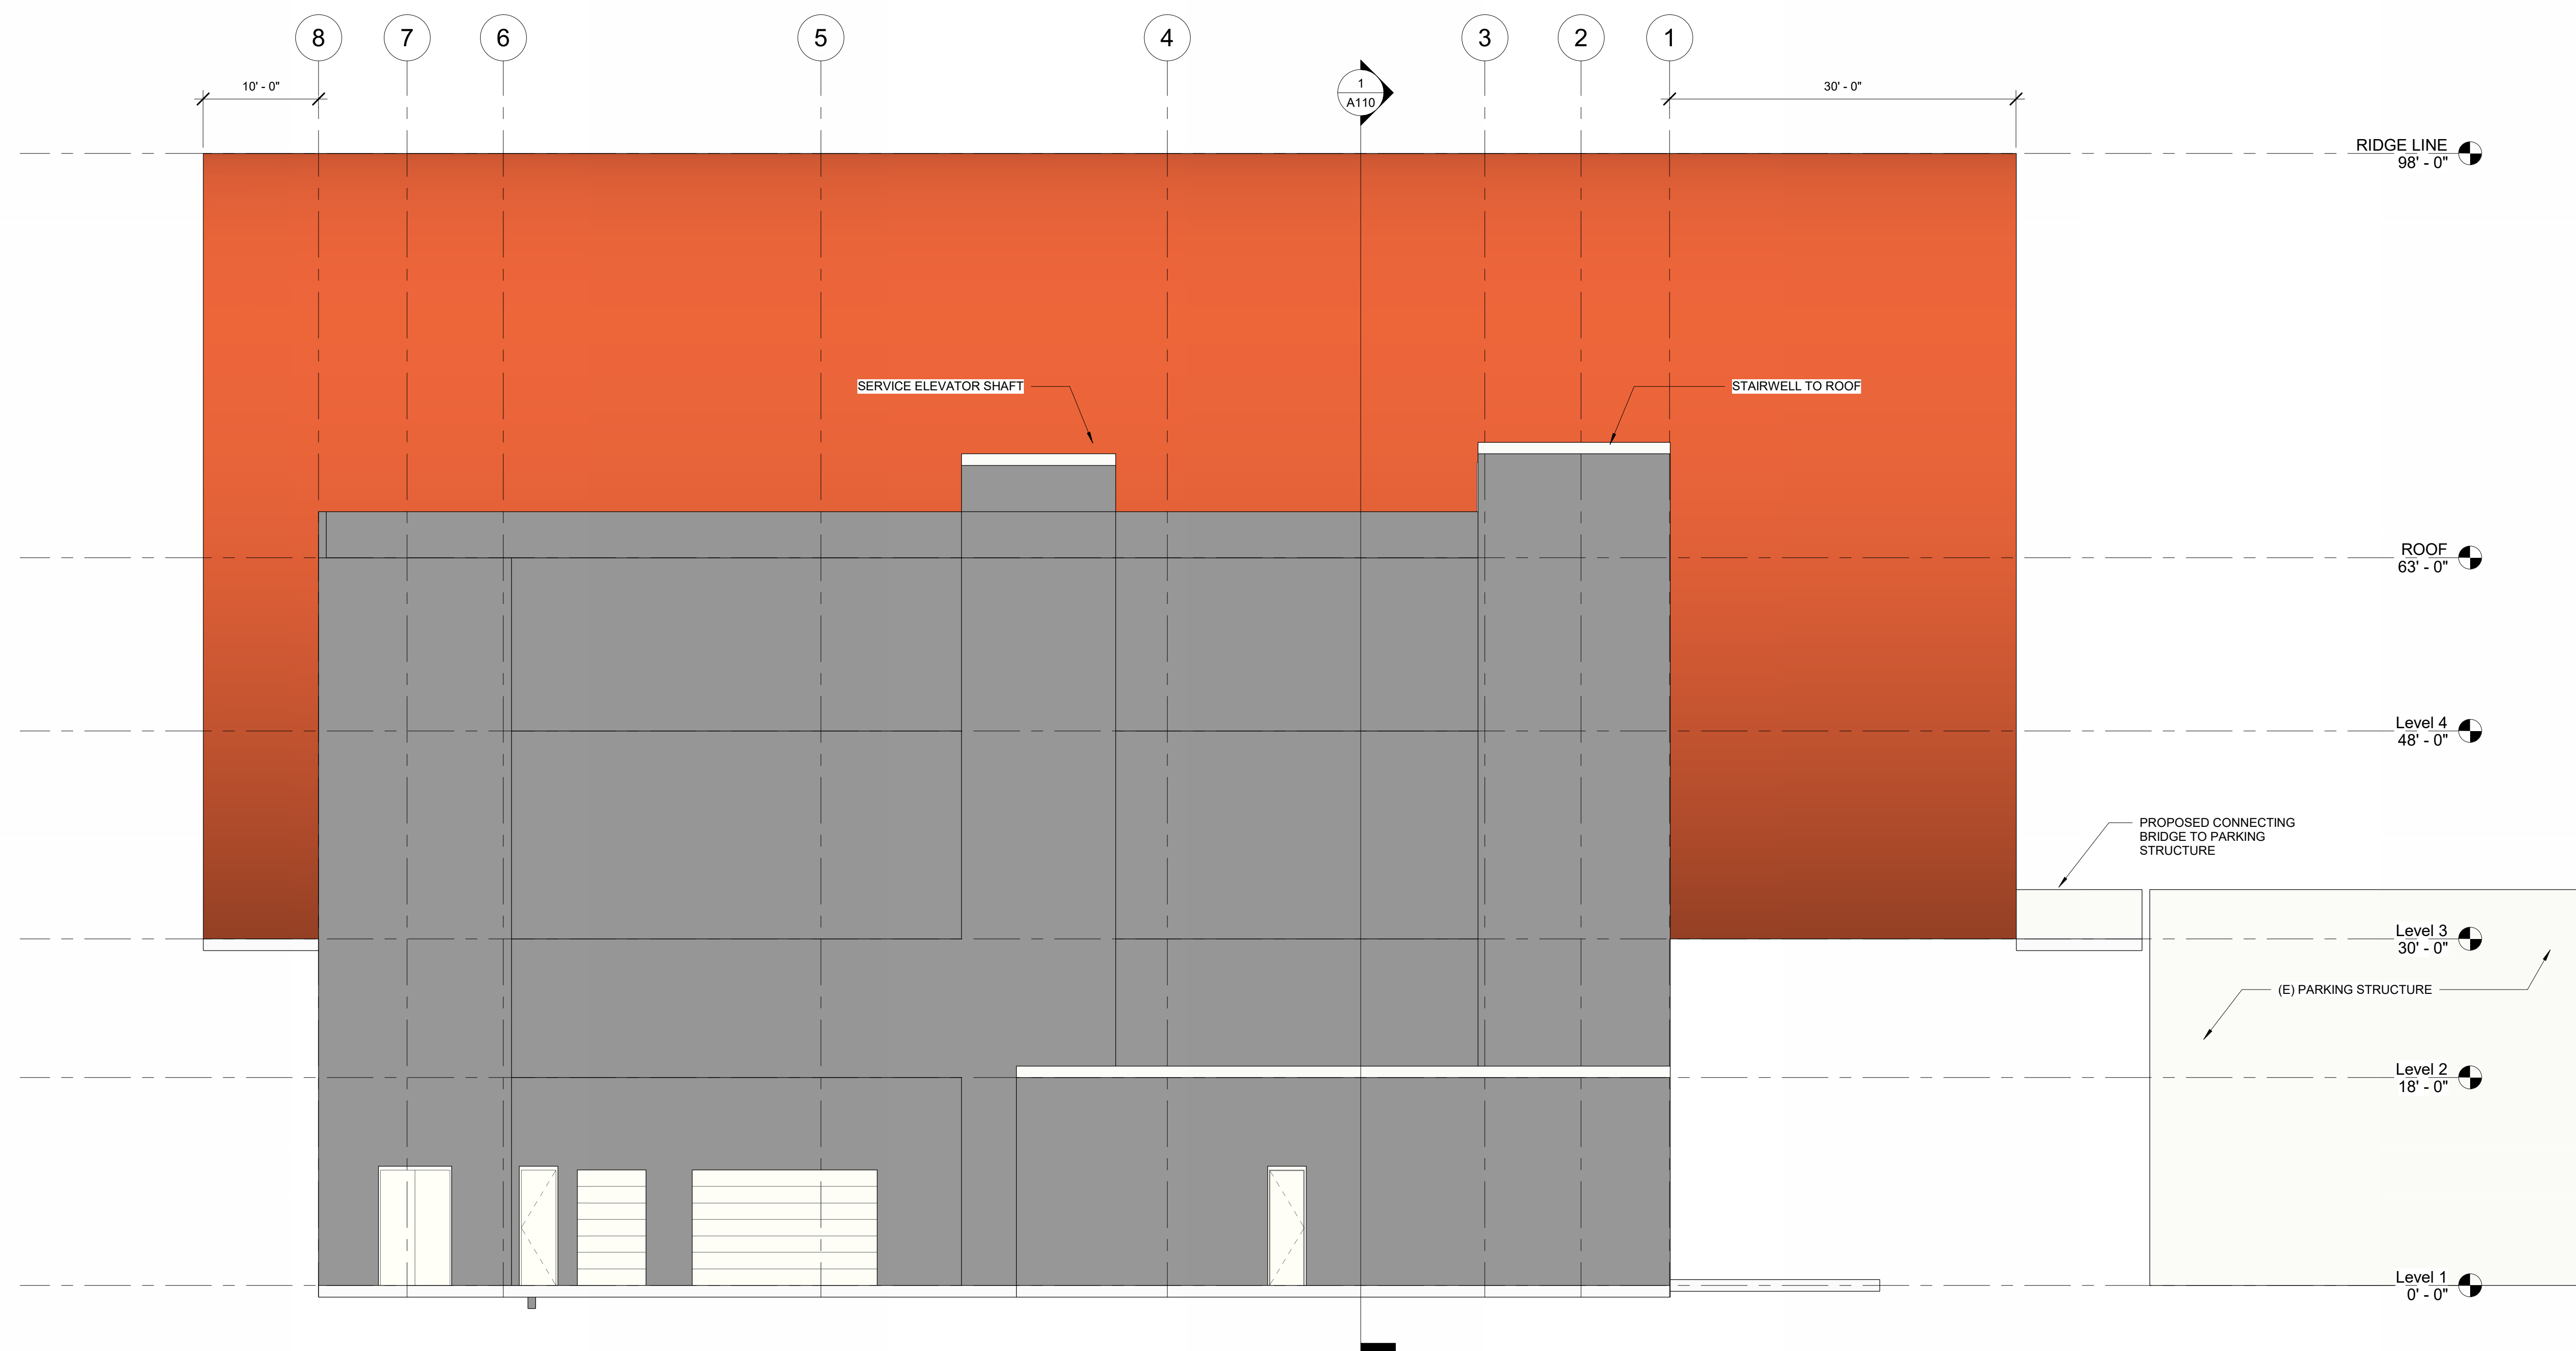 8 7 6 5 4 3 2 1
10' - 0"
30' - 0"
1
A110
RIDGE LINE
98' - 0"
SERVICE ELEVATOR SHAFT
STAIRWELL TO ROOF
ROOF
63' - 0"
Level 4
48' - 0"
PROPOSED CONNECTING
BRIDGE TO PARKING
STRUCTURE
Level 3
30' - 0"
(E) PARKING STRUCTURE
Level 2
18' - 0"
Level 1
0' - 0"